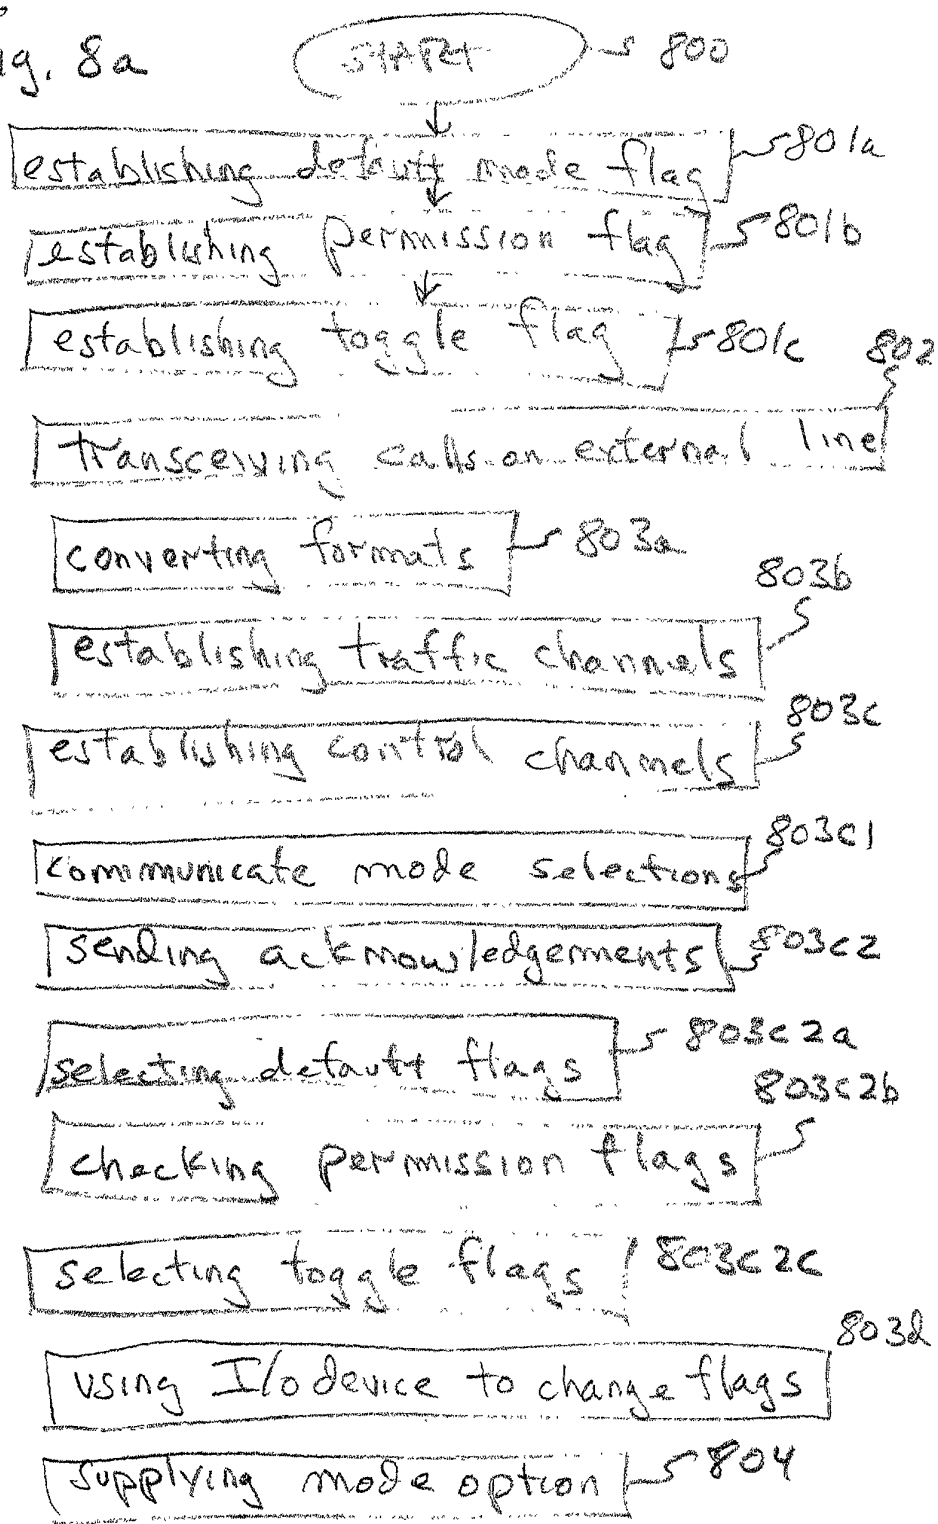 ig. 8a START 800
establishing default mode flag 801a
establishing permission flag 801b
establishing toggle flag 801c
802
transceiving calls on external line
converting formats 803a
803b
establishing traffic channels
803c
establishing control channels
803c1
communicate mode selections
sending acknowledgements 803c2
selecting default flags 803c2a
803c2b
checking permission flags
selecting toggle flags 803c2c
803d
using I/O device to change flags
supplying mode option 804